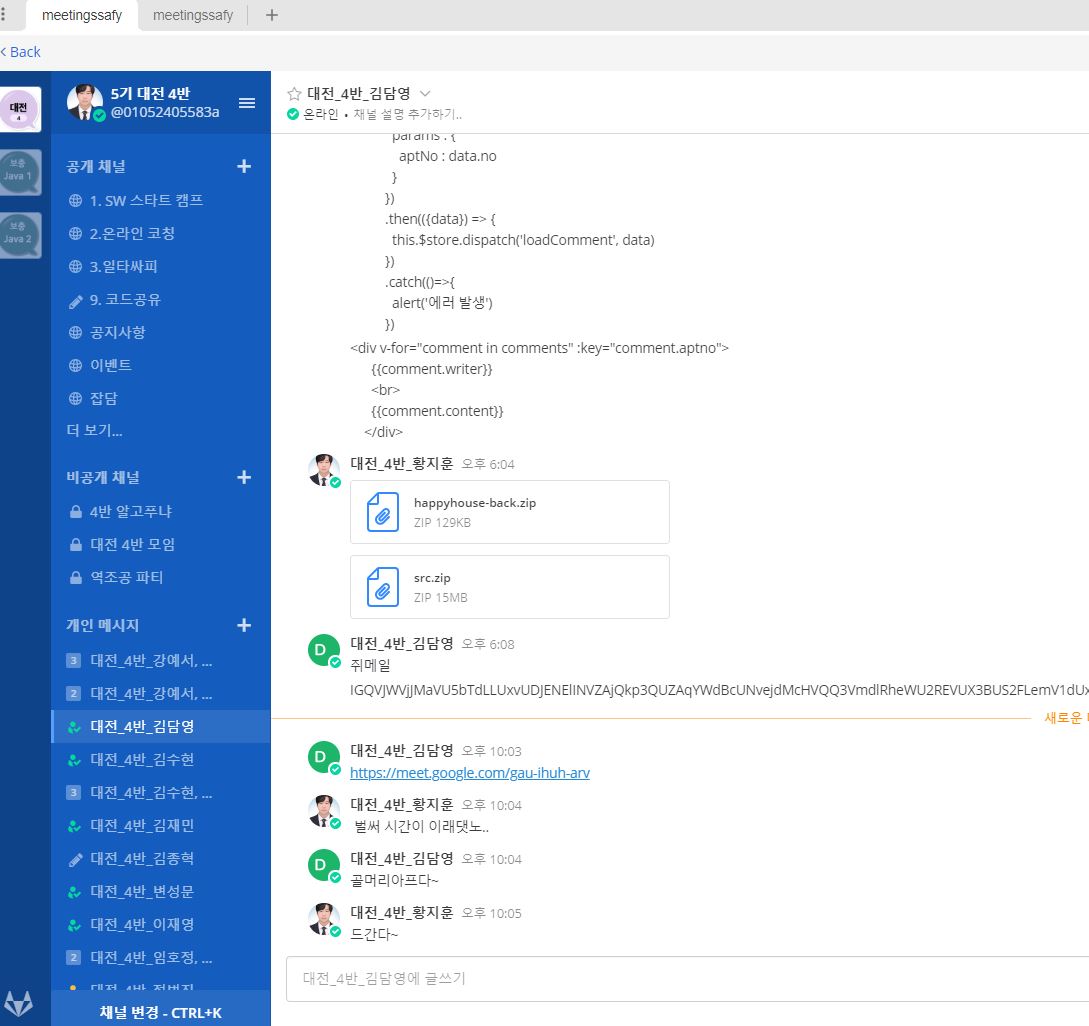 meetingssafy
meetingssafy
Back
대전
4
보충
Java 1
보충
Java 2
5기 대전 4반
@01052405583a
공개 채널
1. SW 스타트 캠프
2.온라인 코칭
3.일타싸피
9. 코드공유
공지사항
이벤트
잡담
더 보기...
비공개 채널
4반 알고푸냐
대전 4반 모임
역조공 파티
개인 메시지
3 대전_4반_강예서, ...
2 대전_4반_강예서, ...
대전_4반_김담영
대전_4반_김수현
3 대전_4반_김수현, ...
대전_4반_김재민
대전_4반_김종혁
대전_4반_변성문
대전_4반_이재영
2 대전_4반_임호정, ...
채널 변경 - CTRL+K
대전_4반_김담영
온라인 • 채널 설명 추가하기..
params : {
aptNo : data.no
}
})
.then(({data}) => {
this.$store.dispatch('loadComment', data)
})
.catch(()=>{
alert('에러 발생')
})
<div v-for="comment in comments" :key="comment.aptno">
{{comment.writer}}
<br>
{{comment.content}}
</div>
대전_4반_황지훈 오후 6:04
happyhouse-back.zip
ZIP 129KB
src.zip
ZIP 15MB
D
대전_4반_김담영 오후 6:08
쥐메일
새로운
D
대전_4반_김담영 오후 10:03
https://meet.google.com/gau-ihuh-arv
대전_4반_황지훈 오후 10:04
벌써 시간이 이래댓노..
D
대전_4반_김담영 오후 10:04
골머리아프다~
대전_4반_황지훈 오후 10:05
드간다~
대전_4반_김담영에 글쓰기